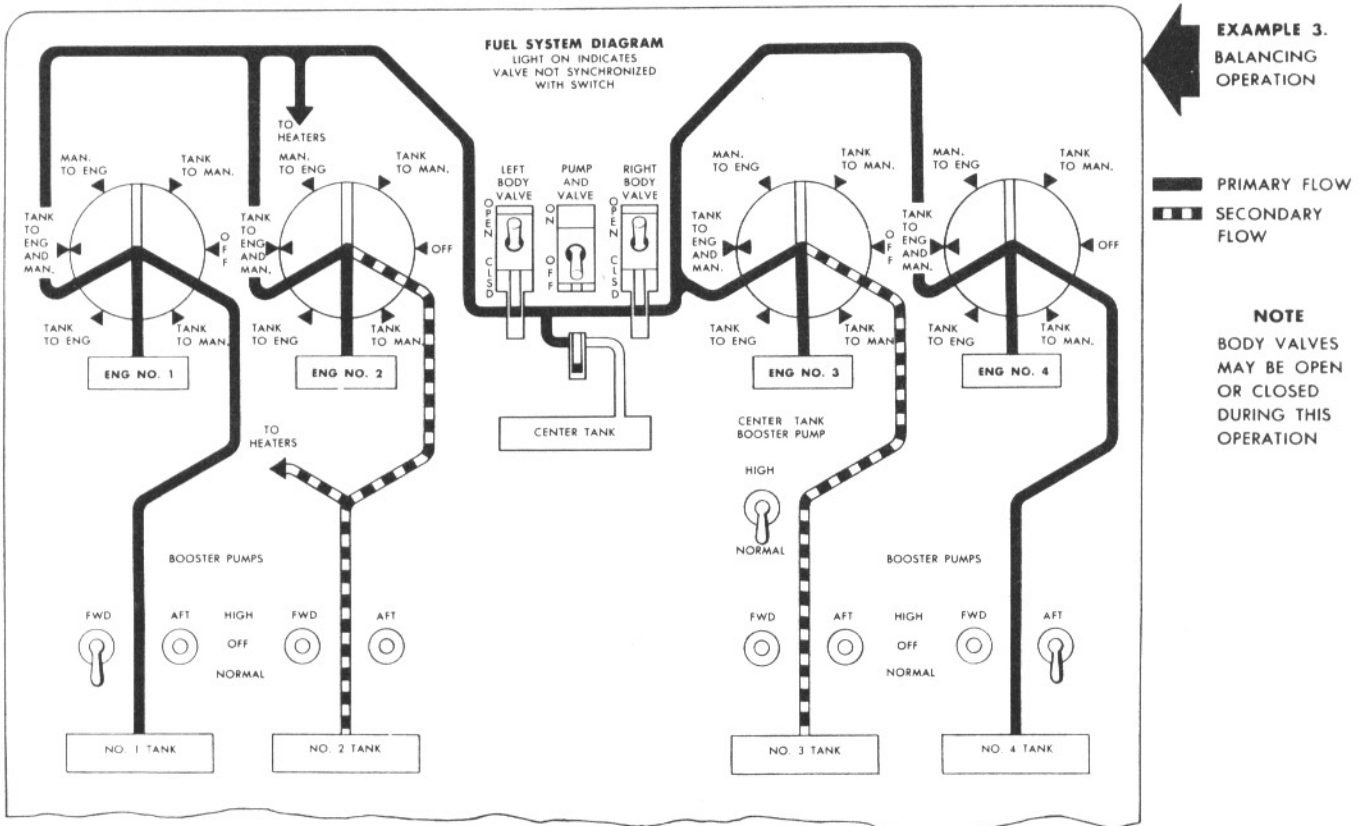 FUEL SYSTEM DIAGRAM
LIGHT ON INDICATES
VALVE NOT SYNCHRONIZED
WITH SWITCH
EXAMPLE 3.
BALANCING
OPERATION
PRIMARY FLOW
SECONDARY
FLOW
NOTE
BODY VALVES
MAY BE OPEN
OR CLOSED
DURING THIS
OPERATION
TO
HEATERS
MAN.
TO ENG
TANK
TO MAN.
TANK
TO
ENG
AND
MAN.
OFF
TANK
TO ENG
TANK
TO MAN.
ENG NO. 1
MAN.
TO ENG
TANK
TO MAN.
TANK
TO
ENG
AND
MAN.
OFF
TANK
TO ENG
TANK
TO MAN.
ENG NO. 2
LEFT
BODY
VALVE
OPEN
CLSD
PUMP
AND
VALVE
ON
OFF
RIGHT
BODY
VALVE
OPEN
CLSD
CENTER TANK
MAN.
TO ENG
TANK
TO MAN.
TANK
TO
ENG
AND
MAN.
OFF
TANK
TO ENG
TANK
TO MAN.
ENG NO. 3
MAN.
TO ENG
TANK
TO MAN.
TANK
TO
ENG
AND
MAN.
OFF
TANK
TO ENG
TANK
TO MAN.
ENG NO. 4
TO
HEATERS
CENTER TANK
BOOSTER PUMP
HIGH
NORMAL
BOOSTER PUMPS
FWD
AFT
HIGH
OFF
NORMAL
FWD
AFT
BOOSTER PUMPS
FWD
AFT
HIGH
OFF
NORMAL
FWD
AFT
NO. 1 TANK
NO. 2 TANK
NO. 3 TANK
NO. 4 TANK